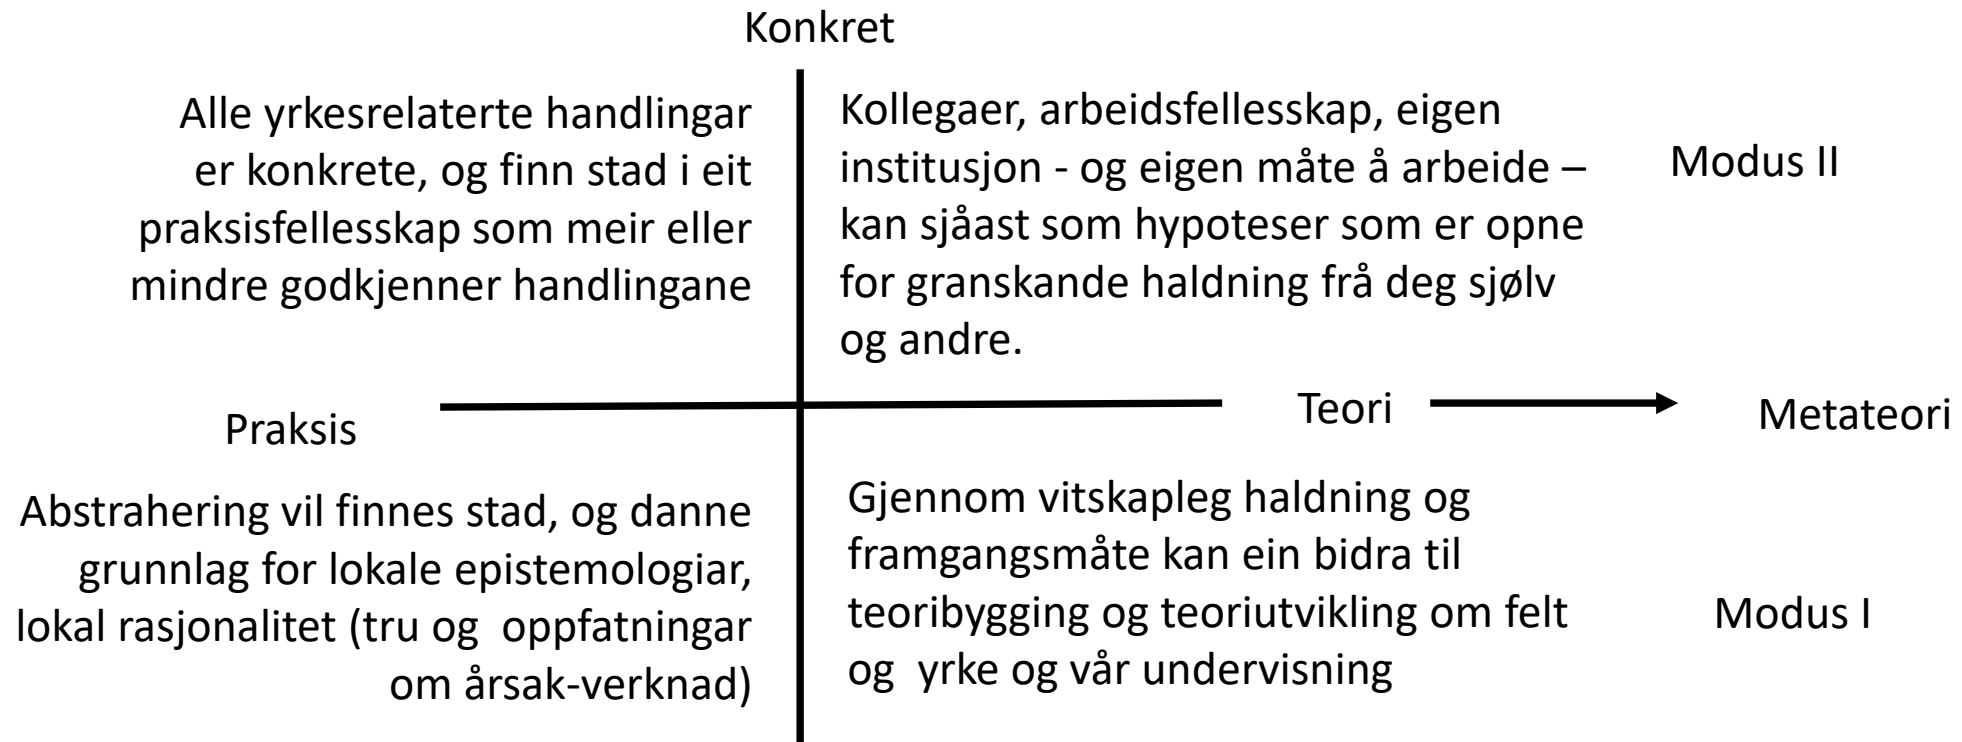 Konkret
Alle yrkesrelaterte handlingar
er konkrete, og finn stad i eit
praksisfellesskap som meir eller
mindre godkjenner handlingane
Kollegaer, arbeidsfellesskap, eigen
institusjon - og eigen måte å arbeide –
kan sjåast som hypoteser som er opne
for granskande haldning frå deg sjølv
og andre.
Modus II
Praksis
Teori
Metateori
Abstrahering vil finnes stad, og danne
grunnlag for lokale epistemologiar,
lokal rasjonalitet (tru og  oppfatningar
om årsak-verknad)
Gjennom vitskapleg haldning og
framgangsmåte kan ein bidra til
teoribygging og teoriutvikling om felt
og  yrke og vår undervisning
Modus I